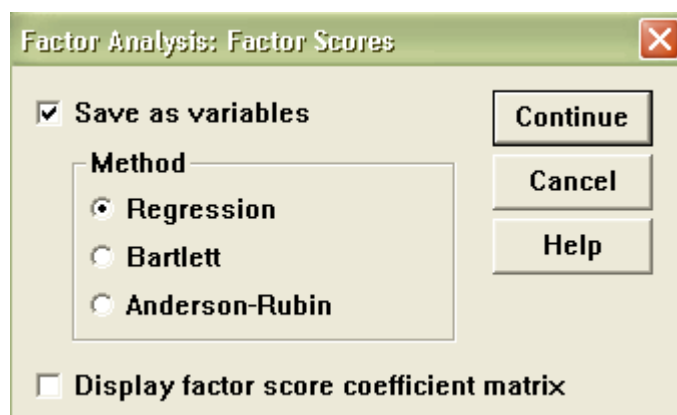 Factor Analysis: Factor Scores
Save as variables
Method
Regression
Bartlett
Anderson-Rubin
Display factor score coefficient matrix
Continue
Cancel
Help